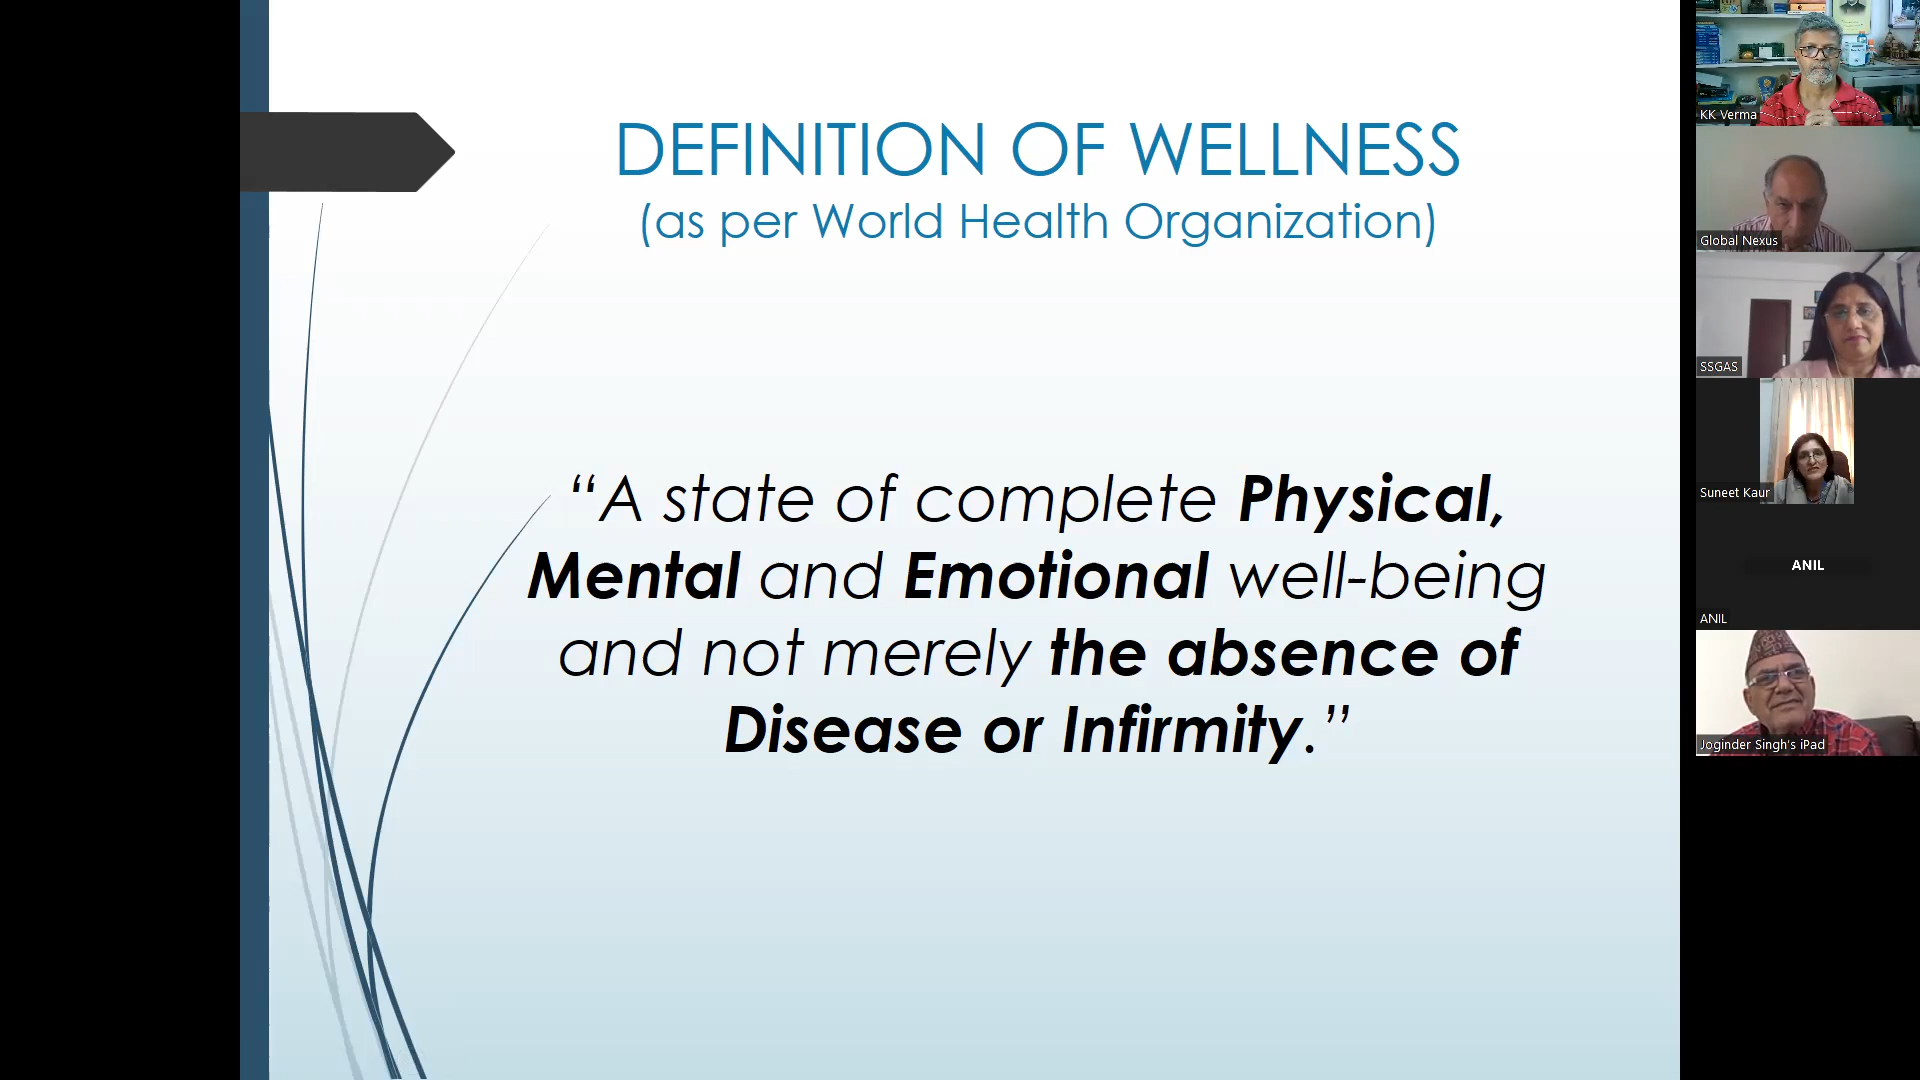 DEFINITION OF WELLNESS
(as per World Health Organization)
“A state of complete Physical,
Mental and Emotional well-being
and not merely the absence of
Disease or Infirmity.”
KK Verma
Global Nexus
SSGAS
Suneet Kaur
ANIL
ANIL
Joginder Singh's iPad